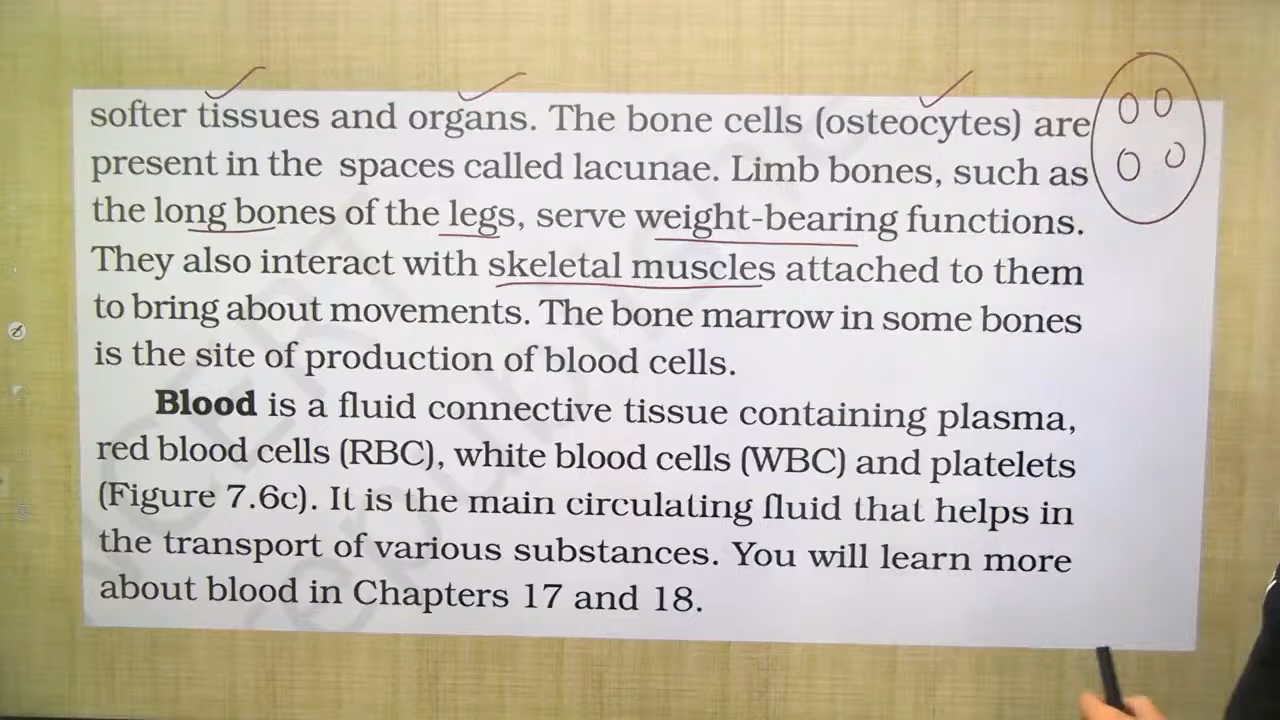 softer tissues and organs. The bone cells (osteocytes) are
present in the spaces called lacunae. Limb bones, such as
the long bones of the legs, serve weight-bearing functions.
They also interact with skeletal muscles attached to them
to bring about movements. The bone marrow in some bones
is the site of production of blood cells.
Blood is a fluid connective tissue containing plasma,
red blood cells (RBC), white blood cells (WBC) and platelets
(Figure 7.6c). It is the main circulating fluid that helps in
the transport of various substances. You will learn more
about blood in Chapters 17 and 18.